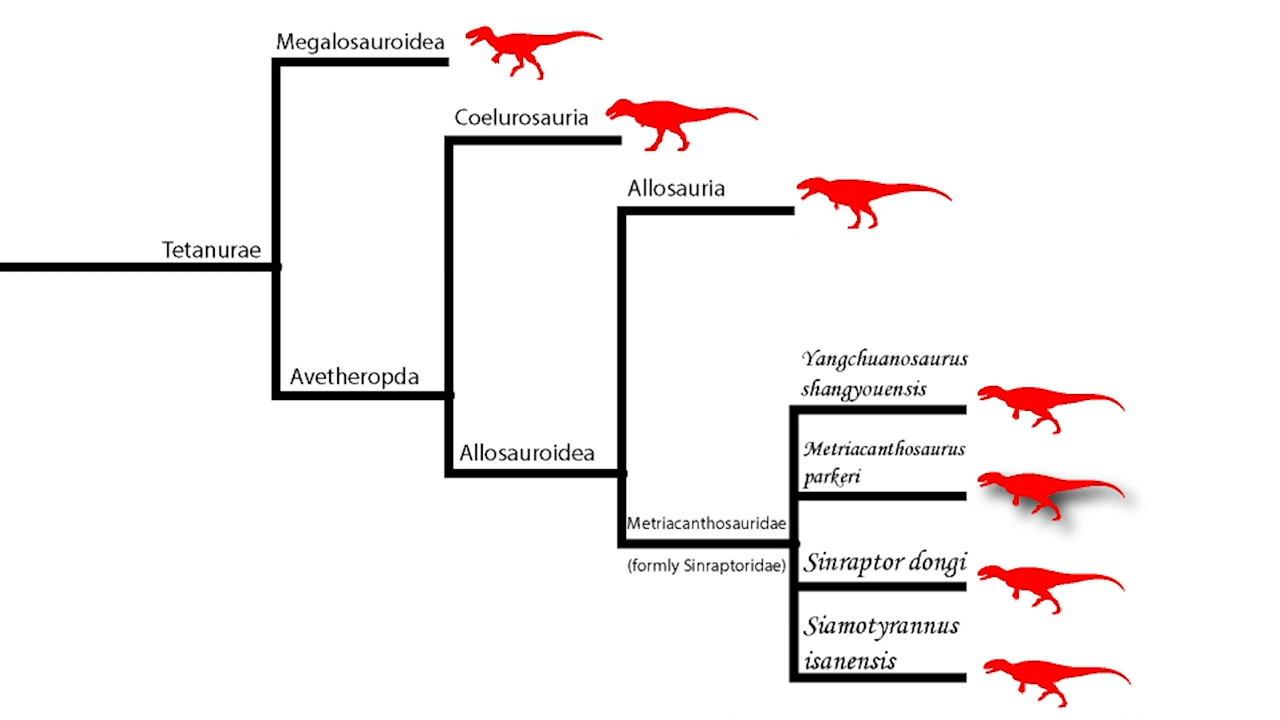 Megalosauroidea
Coelurosauria
Allosauria
Tetanurae
Avetheropda
Allosauroidea
Metriacanthosauridae
(formly Sinraptoridae)
Yangchuanosaurus
shangyouensis
Metriacanthosaurus
parkeri
Sinraptor dongi
Siamotyrannus
isanensis